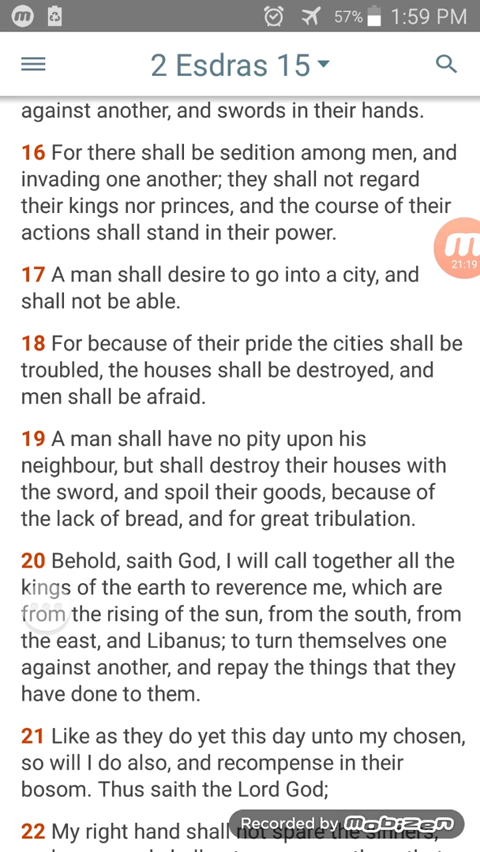 57% 1:59 PM
2 Esdras 15
against another, and swords in their hands.
16 For there shall be sedition among men, and
invading one another; they shall not regard
their kings nor princes, and the course of their
actions shall stand in their power.
21:19
17 A man shall desire to go into a city, and
shall not be able.
18 For because of their pride the cities shall be
troubled, the houses shall be destroyed, and
men shall be afraid.
19 A man shall have no pity upon his
neighbour, but shall destroy their houses with
the sword, and spoil their goods, because of
the lack of bread, and for great tribulation.
20 Behold, saith God, I will call together all the
kings of the earth to reverence me, which are
from the rising of the sun, from the south, from
the east, and Libanus; to turn themselves one
against another, and repay the things that they
have done to them.
21 Like as they do yet this day unto my chosen,
so will I do also, and recompense in their
bosom. Thus saith the Lord God;
22 My right hand shall not spare the sinners,
Recorded by mobizen